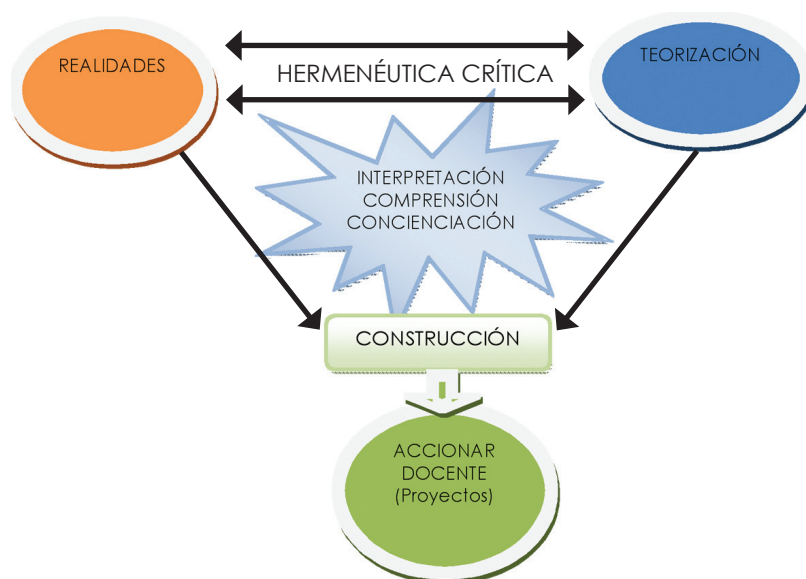 REALIDADES
TEORIZACIÓN
HERMENÉUTICA CRÍTICA
INTERPRETACIÓN
COMPRENSIÓN
CONCIENCIACIÓN
CONSTRUCCIÓN
ACCIONAR
DOCENTE
(Proyectos)